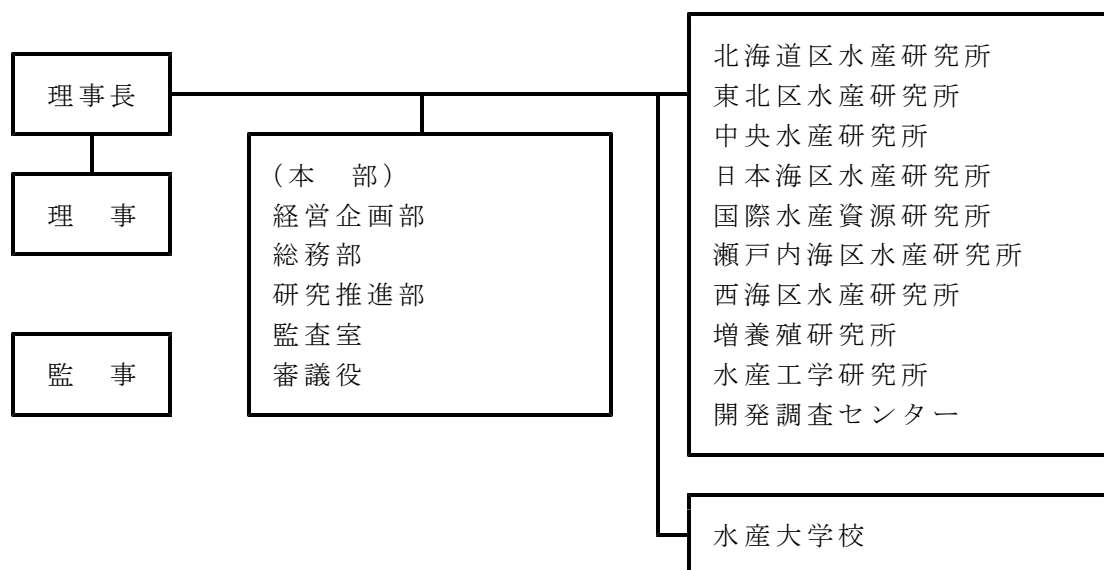 理事長
理　事
監　事
(本　部)
経営企画部
総務部
研究推進部
監査室
審議役
北海道区水産研究所
東北区水産研究所
中央水産研究所
日本海区水産研究所
国際水産資源研究所
瀬戸内海区水産研究所
西海区水産研究所
増養殖研究所
水産工学研究所
開発調査センター
水産大学校